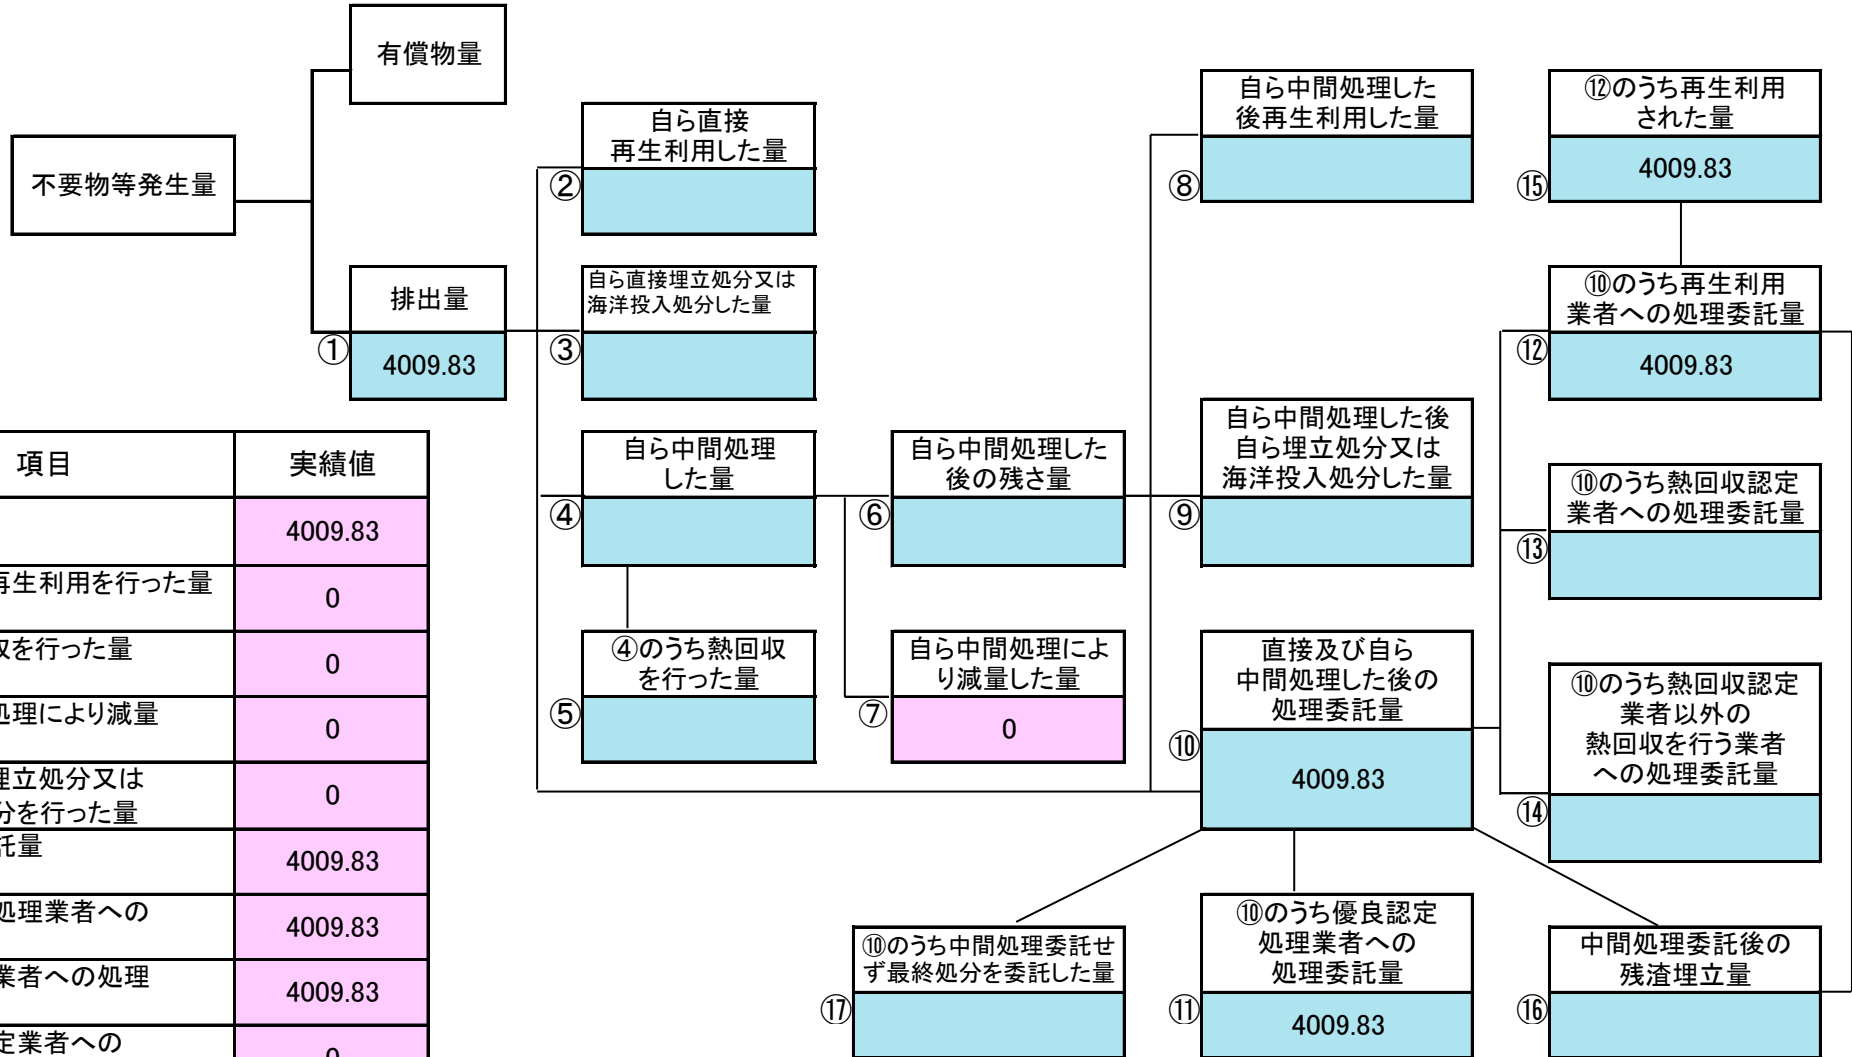 有償物量
不要物等発生量
排出量
①
4009.83
自ら直接
再生利用した量
②
自ら直接埋立処分又は
海洋投入処分した量
③
自ら中間処理
した量
④
④のうち熱回収
を行った量
⑤
自ら中間処理した
後の残さ量
⑥
自ら中間処理によ
り減量した量
⑦
0
自ら中間処理した
後再生利用した量
⑧
自ら中間処理した後
自ら埋立処分又は
海洋投入処分した量
⑨
直接及び自ら
中間処理した後の
処理委託量
⑩
4009.83
⑫のうち再生利用
された量
⑮
4009.83
⑩のうち再生利用
業者への処理委託量
⑫
4009.83
⑩のうち熱回収認定
業者への処理委託量
⑬
⑩のうち熱回収認定
業者以外の
熱回収を行う業者
への処理委託量
⑭
⑩のうち中間処理委託せ
ず最終処分を委託した量
⑰
⑩のうち優良認定
処理業者への
処理委託量
⑪
4009.83
中間処理委託後の
残渣埋立量
⑯
項目 実績値
4009.83
再生利用を行った量 0
を行った量 0
処理により減量 0
埋立処分又は
分を行った量 0
託量 4009.83
処理業者への 4009.83
業者への処理 4009.83
定業者への